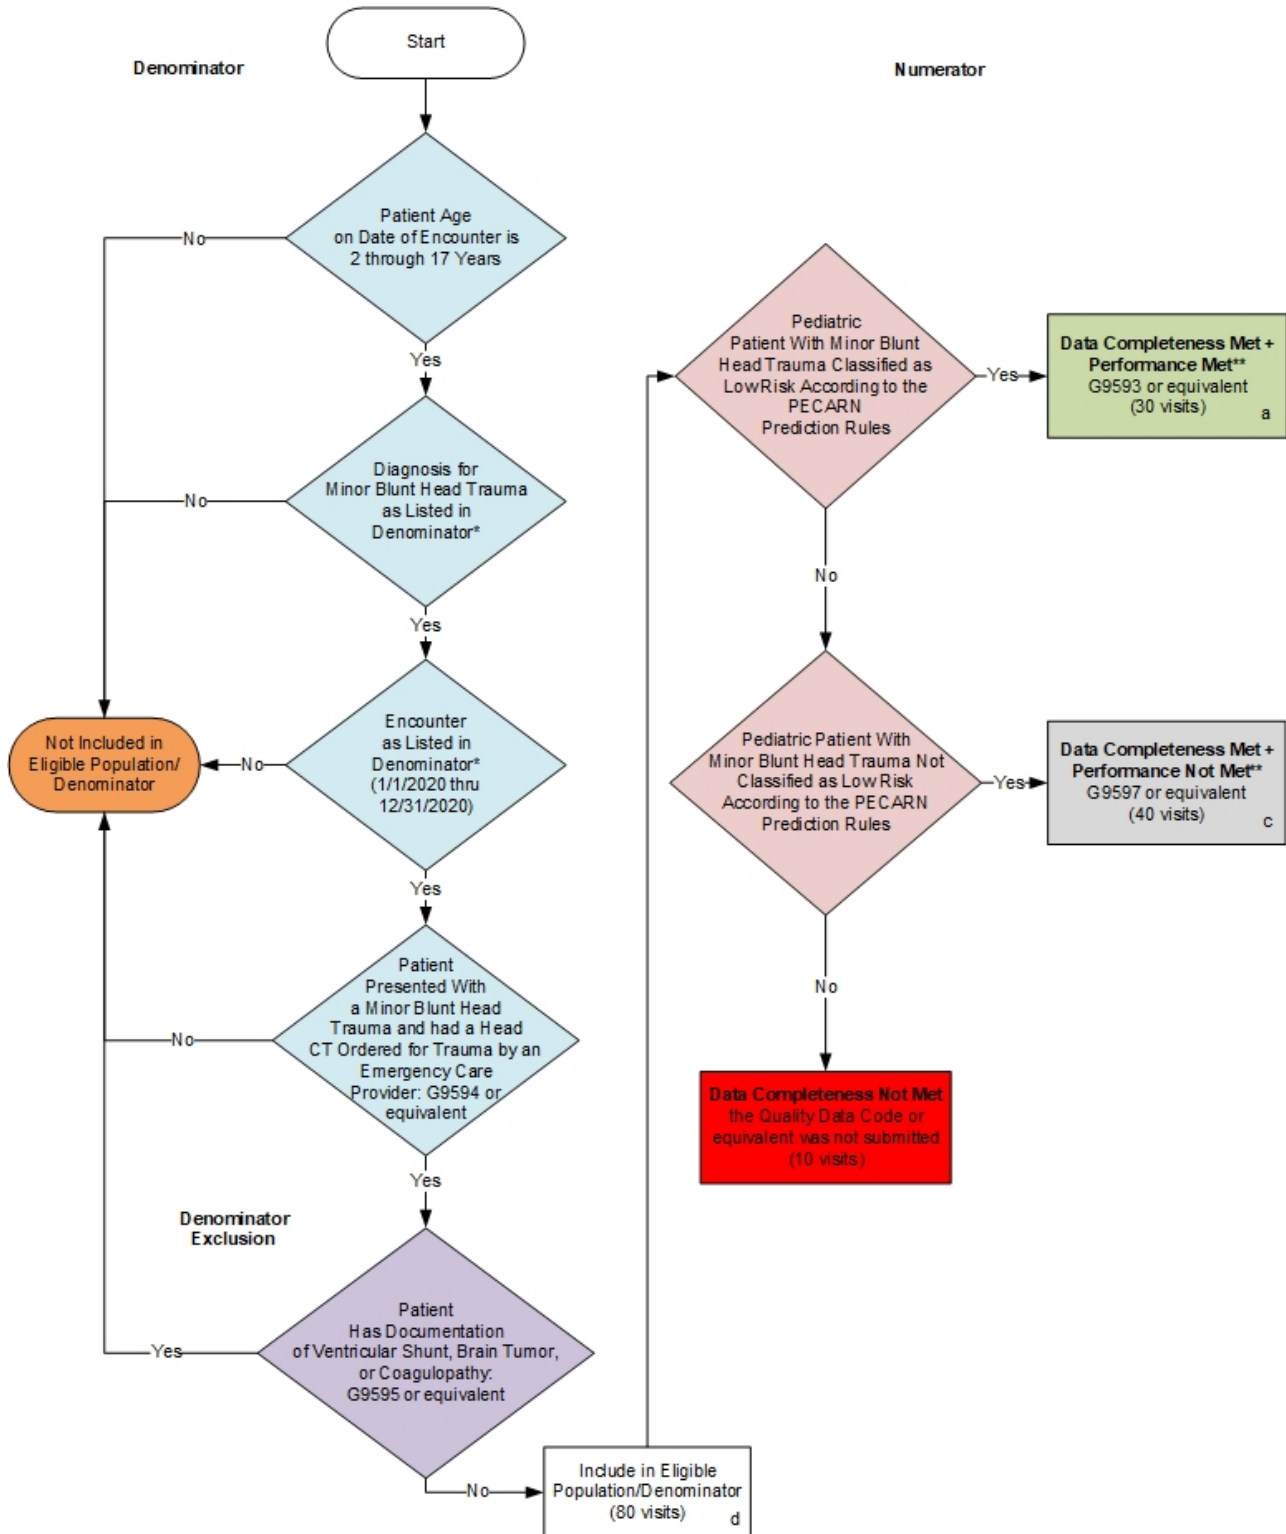 Start
Denominator
Patient Age
on Date of Encounter is
2 through 17 Years
No
Yes
Diagnosis for
Minor Blunt Head Trauma
as Listed in
Denominator*
No
Yes
Encounter
as Listed in
Denominator*
(1/1/2020 thru
12/31/2020)
No
Not Included in
Eligible Population/
Denominator
Yes
Patient
Presented With
a Minor Blunt Head
Trauma and had a Head
CT Ordered for Trauma by an
Emergency Care
Provider: G9594 or
equivalent
No
Yes
Denominator
Exclusion
Patient
Has Documentation
of Ventricular Shunt, Brain Tumor,
or Coagulopathy:
G9595 or equivalent
Yes
No
Include in Eligible
Population/Denominator
(80 visits)
d
Numerator
Pediatric
Patient With Minor Blunt
Head Trauma Classified as
Low Risk According to the
PECARN
Prediction Rules
Yes
Data Completeness Met +
Performance Met**
G9593 or equivalent
(30 visits)
a
No
Pediatric Patient With
Minor Blunt Head Trauma Not
Classified as Low Risk
According to the PECARN
Prediction Rules
Yes
Data Completeness Met +
Performance Not Met**
G9597 or equivalent
(40 visits)
c
No
Data Completeness Not Met
the Quality Data Code or
equivalent was not submitted
(10 visits)